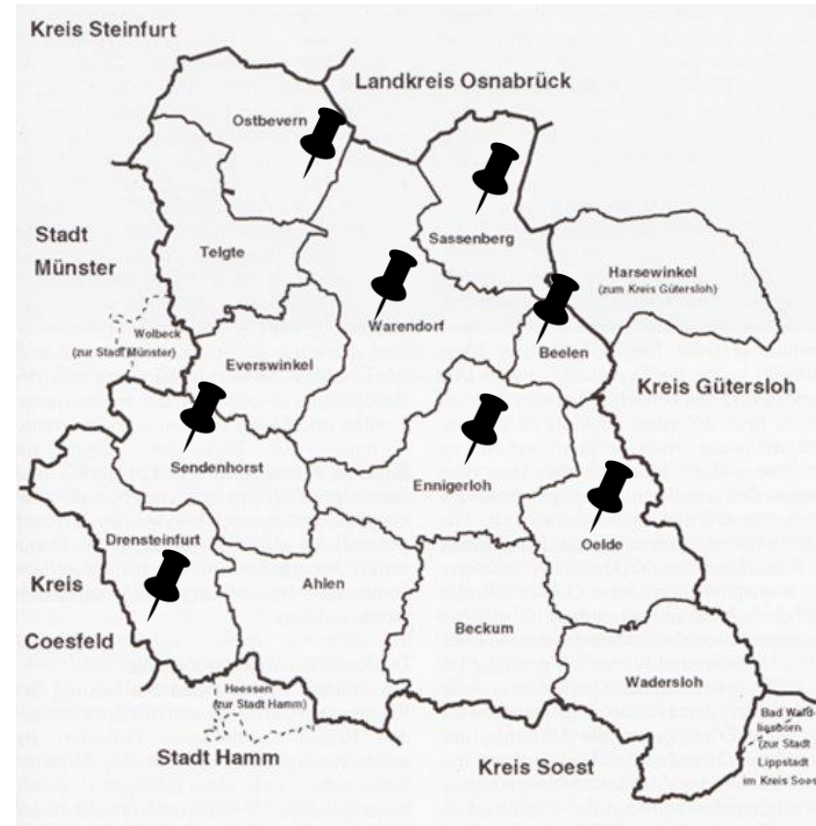 Kreis Steinfurt
Landkreis Osnabrück
Ostbevern
Stadt
Münster
Telgte
Sassenberg
Harsewinkel
(zum Kreis Gütersloh)
Wolbeck
(zur Stadt Münster)
Warendorf
Everswinkel
Beelen
Kreis Gütersloh
Sendenhorst
Ennigerloh
Drensteinfurt
Oelde
Kreis
Coesfeld
Ahlen
Beckum
Wadersloh
Heessen
(zur Stadt Hamm)
Stadt Hamm
Kreis Soest
Bad Waldliesborn
(zur Stadt
Lippstadt
im Kreis Soest